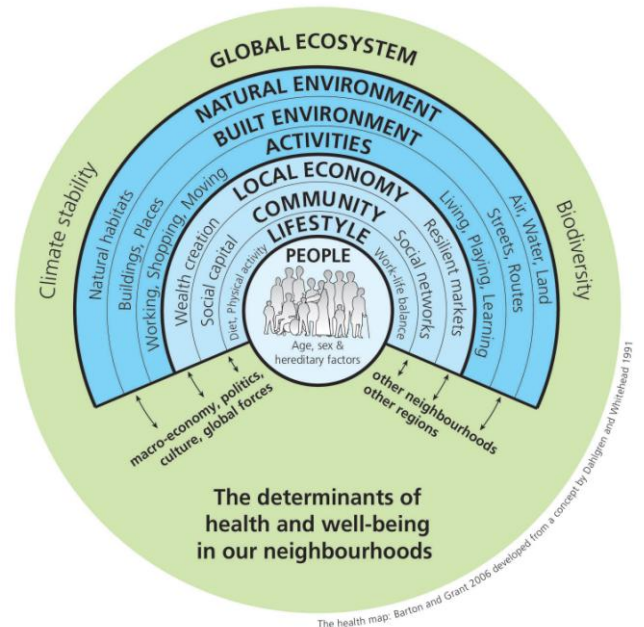 GLOBAL ECOSYSTEM
NATURAL ENVIRONMENT
BUILT ENVIRONMENT
ACTIVITIES
LOCAL ECONOMY
COMMUNITY
LIFESTYLE
PEOPLE
Age, sex &
hereditary factors
Climate stability
Natural habitats
Buildings, Places
Working, Shopping, Moving
Wealth creation
Social capital
Diet, Physical activity
Work-life balance
Social networks
Resilient markets
Living, Playing, Learning
Streets, Routes
Air, Water, Land
Biodiversity
macro-economy, politics,
culture, global forces
other neighbourhoods
other regions
The determinants of
health and well-being
in our neighbourhoods
The health map: Barton and Grant 2006 developed from a concept by Dahlgren and Whitehead 1991